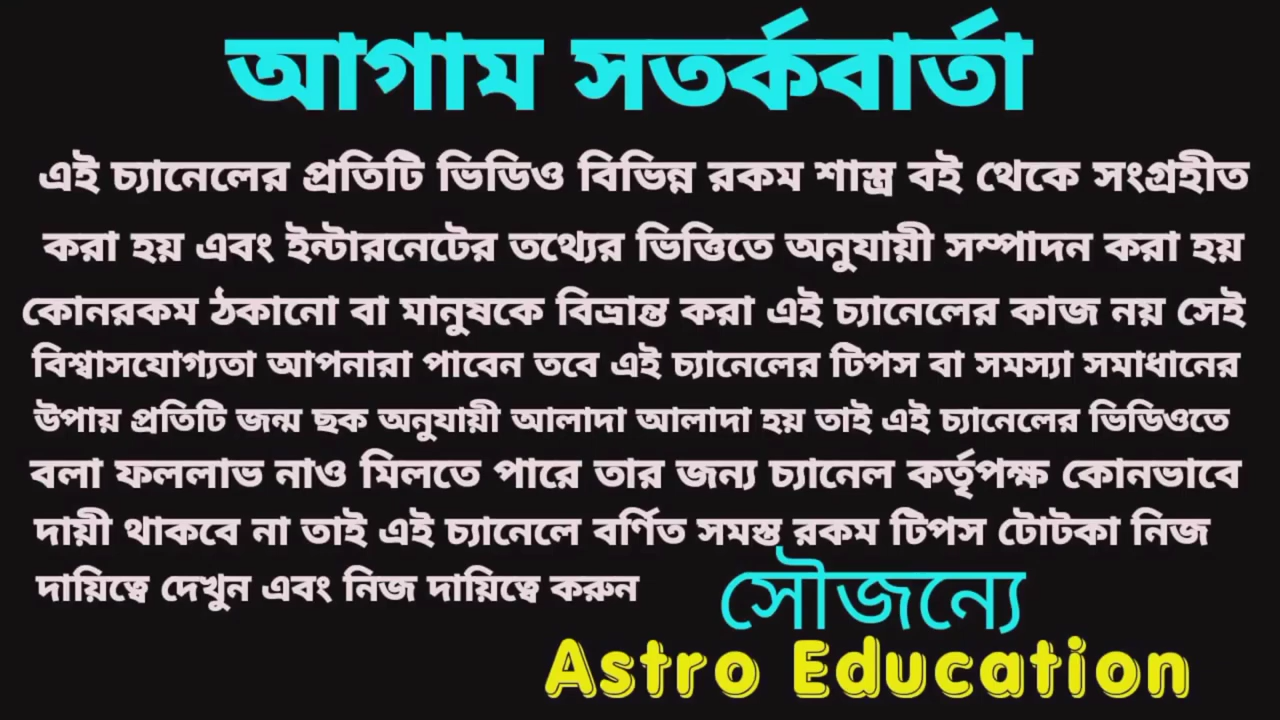 আগাম সতর্কবার্তা
এই চ্যানেলের প্রতিটি ভিডিও বিভিন্ন রকম শাস্ত্র বই থেকে সংগ্রহীত
করা হয় এবং ইন্টারনেটের তথ্যের ভিত্তিতে অনুযায়ী সম্পাদন করা হয়
কোনরকম ঠকানো বা মানুষকে বিভ্রান্ত করা এই চ্যানেলের কাজ নয় সেই
বিশ্বাসযোগ্যতা আপনারা পাবেন তবে এই চ্যানেলের টিপস বা সমস্যা সমাধানের
উপায় প্রতিটি জন্ম ছক অনুযায়ী আলাদা আলাদা হয় তাই এই চ্যানেলের ভিডিওতে
বলা ফললাভ নাও মিলতে পারে তার জন্য চ্যানেল কর্তৃপক্ষ কোনভাবে
দায়ী থাকবে না তাই এই চ্যানেলে বর্ণিত সমস্ত রকম টিপস টোটকা নিজ
দায়িত্বে দেখুন এবং নিজ দায়িত্বে করুন
সৌজন্যে
Astro Education